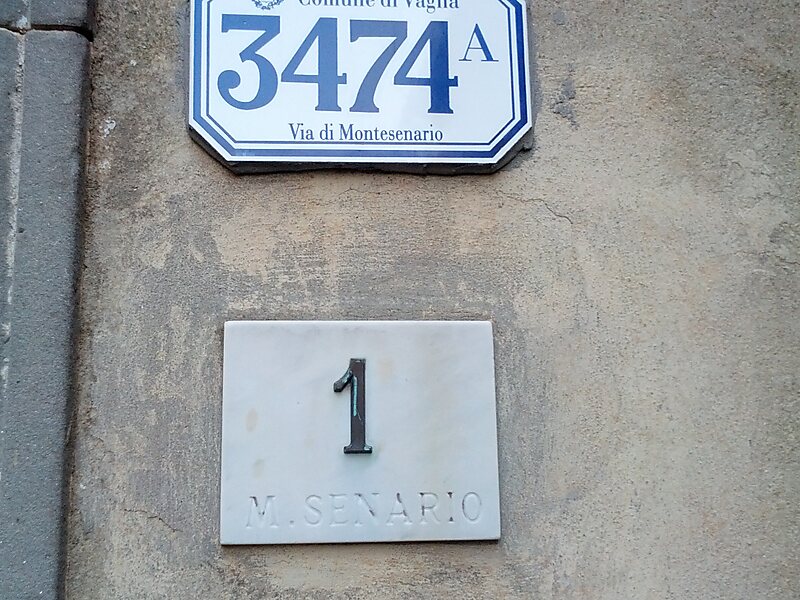 Comune di Vaglia
3474 A
Via di Montesenario
1
M. SENARIO